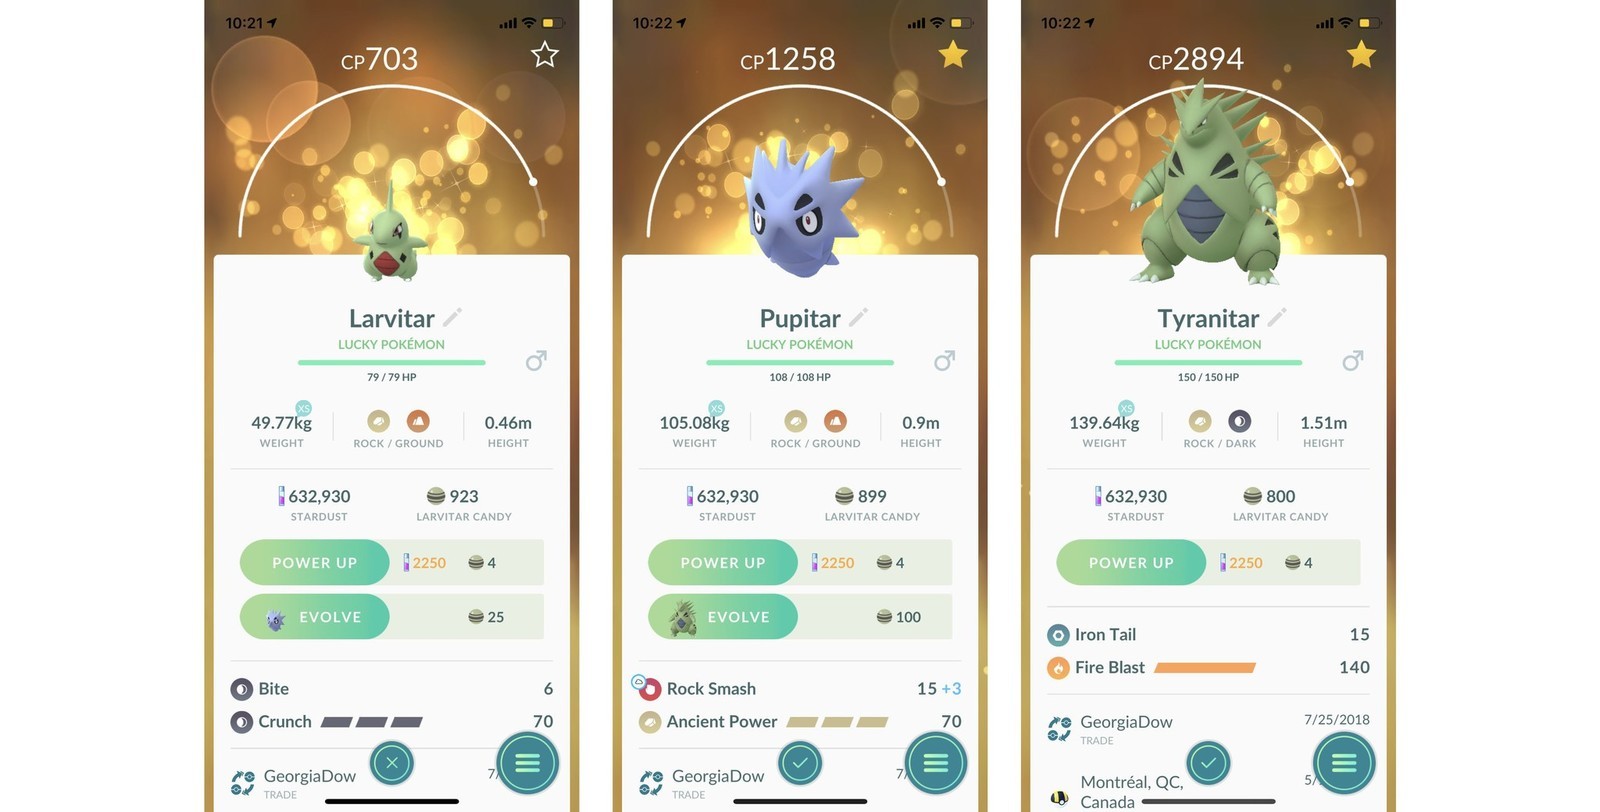 10:21
CP703
Larvitar
LUCKY POKÉMON
79 / 79 HP
XS
49.77kg
WEIGHT
ROCK / GROUND
0.46m
HEIGHT
632,930
STARDUST
923
LARVITAR CANDY
POWER UP 2250 4
EVOLVE 25
Bite 6
Crunch 70
GeorgiaDow 7/
TRADE
10:22
CP1258
Pupitar
LUCKY POKÉMON
108 / 108 HP
XS
105.08kg
WEIGHT
ROCK / GROUND
0.9m
HEIGHT
632,930
STARDUST
899
LARVITAR CANDY
POWER UP 2250 4
EVOLVE 100
Rock Smash 15 +3
Ancient Power 70
GeorgiaDow 7/
TRADE
10:22
CP2894
Tyranitar
LUCKY POKÉMON
150 / 150 HP
XS
139.64kg
WEIGHT
ROCK / DARK
1.51m
HEIGHT
632,930
STARDUST
800
LARVITAR CANDY
POWER UP 2250 4
Iron Tail 15
Fire Blast 140
GeorgiaDow 7/25/2018
TRADE
Montréal, QC, 5/
Canada